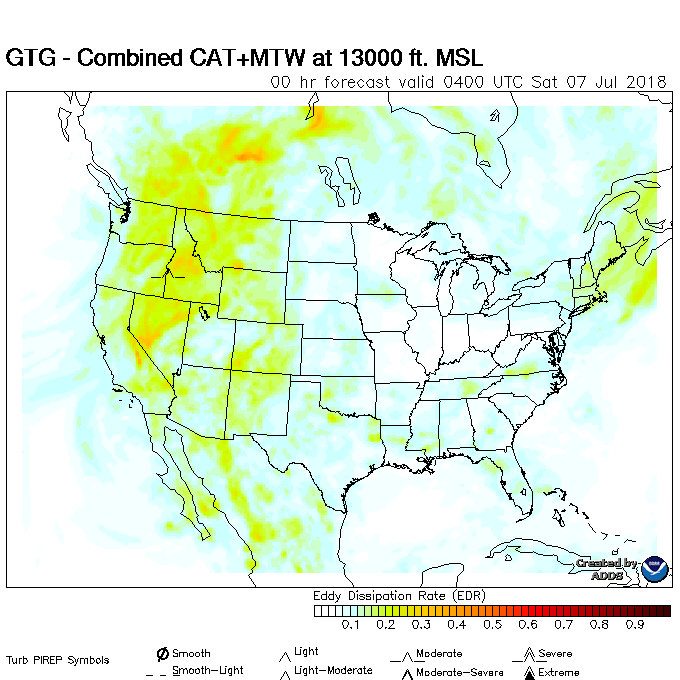 GTG - Combined CAT+MTW at 13000 ft. MSL
00 hr forecast valid 0400 UTC Sat 07 Jul 2018
Created by
ADDS
Eddy Dissipation Rate (EDR)
0.1 0.2 0.3 0.4 0.5 0.6 0.7 0.8 0.9
Turb PIREP Symbols
Smooth Light Moderate Severe
Smooth-Light Light-Moderate Moderate-Severe Extreme